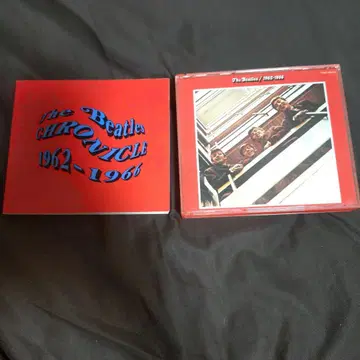 The Beatles
CHRONICLE
1962-1966
The Beatles / 1962-1966